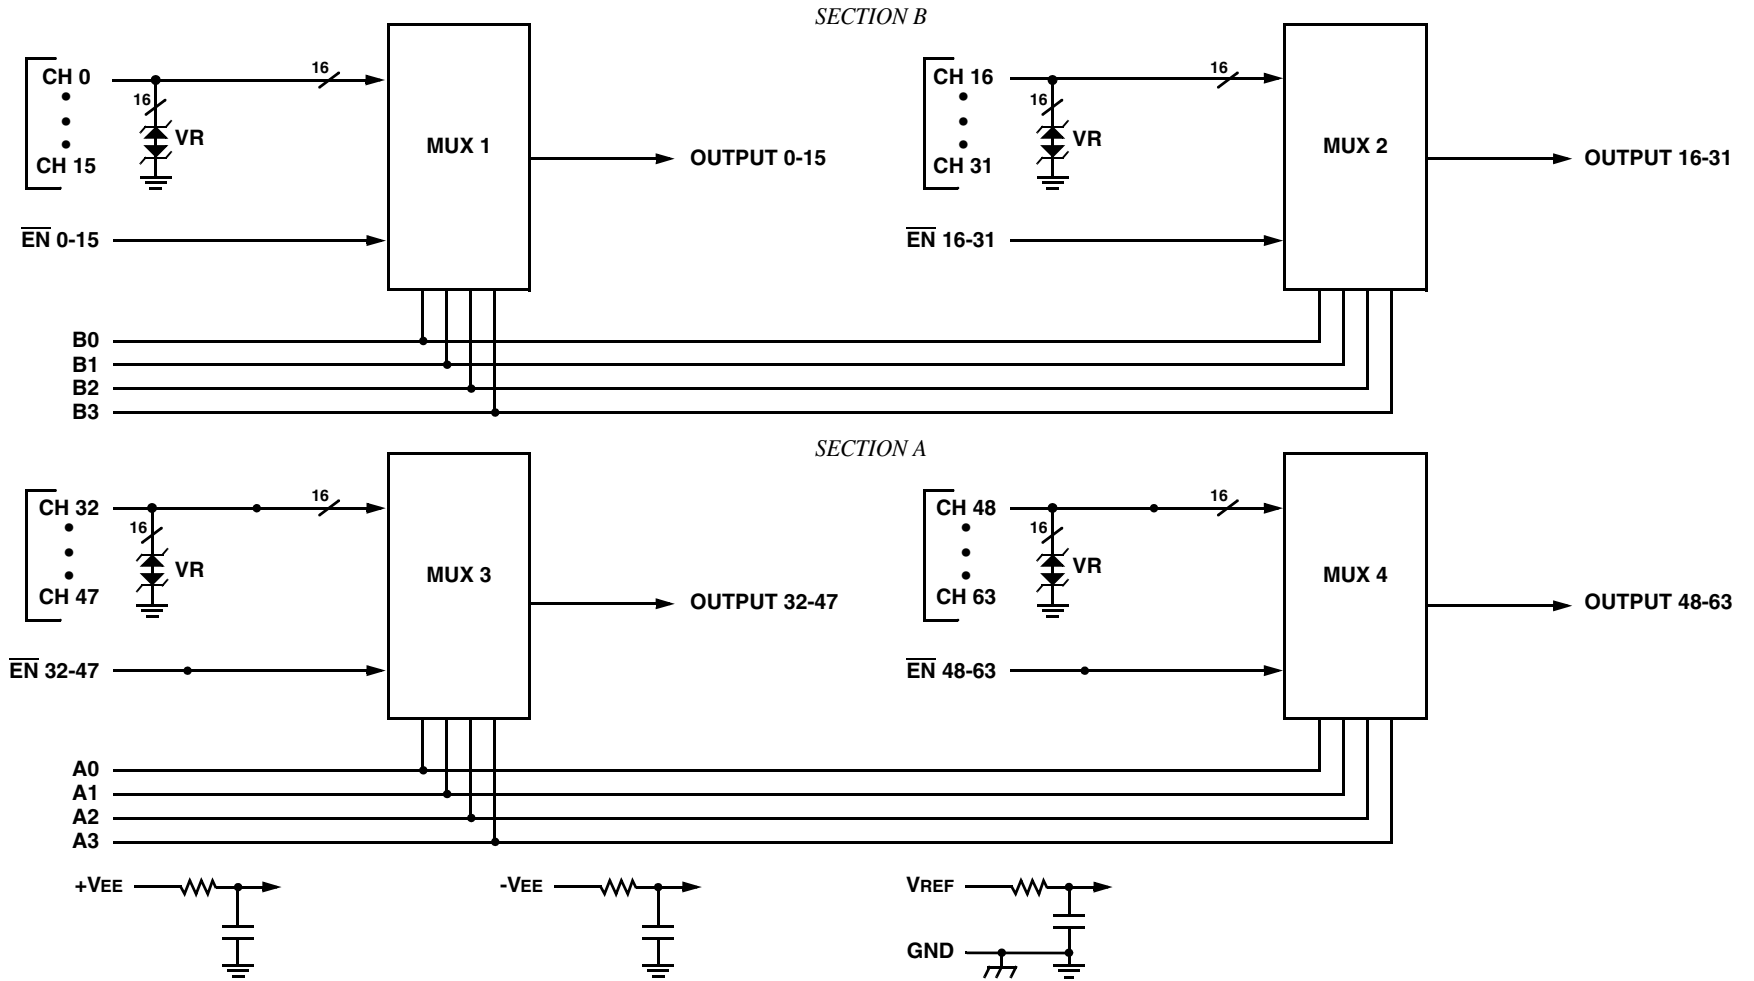 SECTION B
CH 0
16
16
VR
CH 15
EN 0-15
MUX 1
OUTPUT 0-15
CH 16
16
16
VR
CH 31
EN 16-31
MUX 2
OUTPUT 16-31
B0
B1
B2
B3
SECTION A
CH 32
16
16
VR
CH 47
EN 32-47
MUX 3
OUTPUT 32-47
CH 48
16
16
VR
CH 63
EN 48-63
MUX 4
OUTPUT 48-63
A0
A1
A2
A3
+VEE
-VEE
VREF
GND